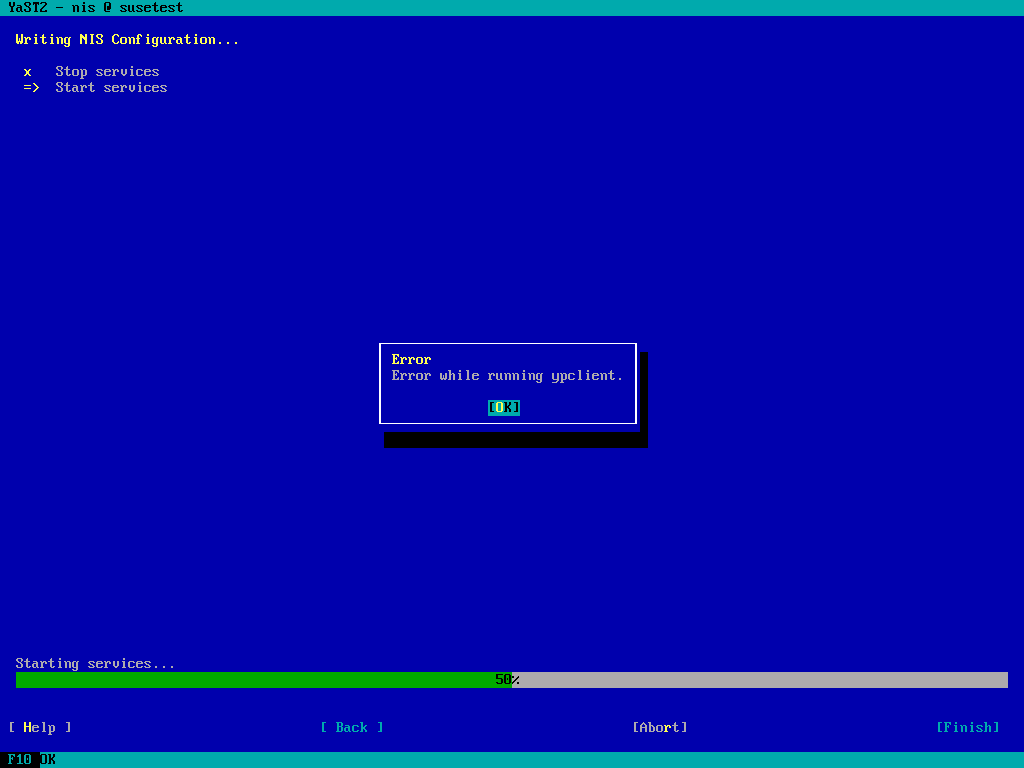 YaST2 - nis @ susetest
Writing NIS Configuration...
x Stop services
=> Start services
Error
Error while running ypclient.
[OK]
Starting services...
50%
[ Help ] [ Back ] [Abort] [Finish]
F10 OK